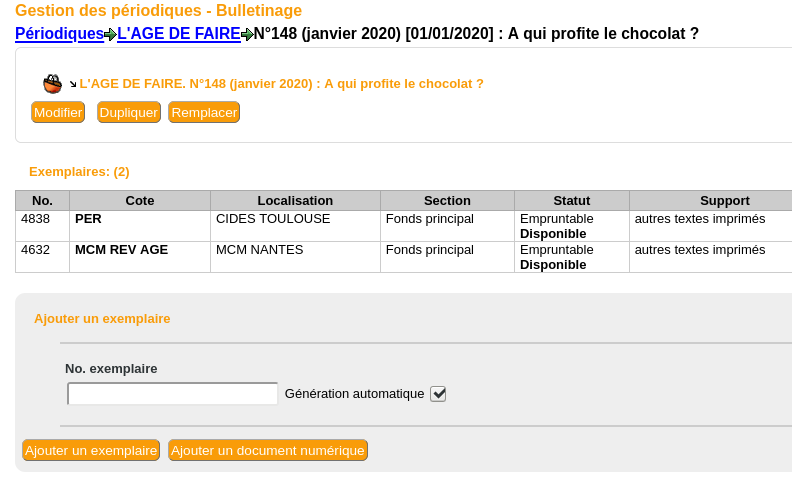 Gestion des périodiques - Bulletinage
Périodiques L'AGE DE FAIRE N°148 (janvier 2020) [01/01/2020] : A qui profite le chocolat ?
L'AGE DE FAIRE. N°148 (janvier 2020) : A qui profite le chocolat ?
Modifier Dupliquer Remplacer
Exemplaires: (2)
No. Cote Localisation Section Statut Support
4838 PER CIDES TOULOUSE Fonds principal Empruntable autres textes imprimés
Disponible
4632 MCM REV AGE MCM NANTES Fonds principal Empruntable autres textes imprimés
Disponible
Ajouter un exemplaire
No. exemplaire
Génération automatique
Ajouter un exemplaire Ajouter un document numérique